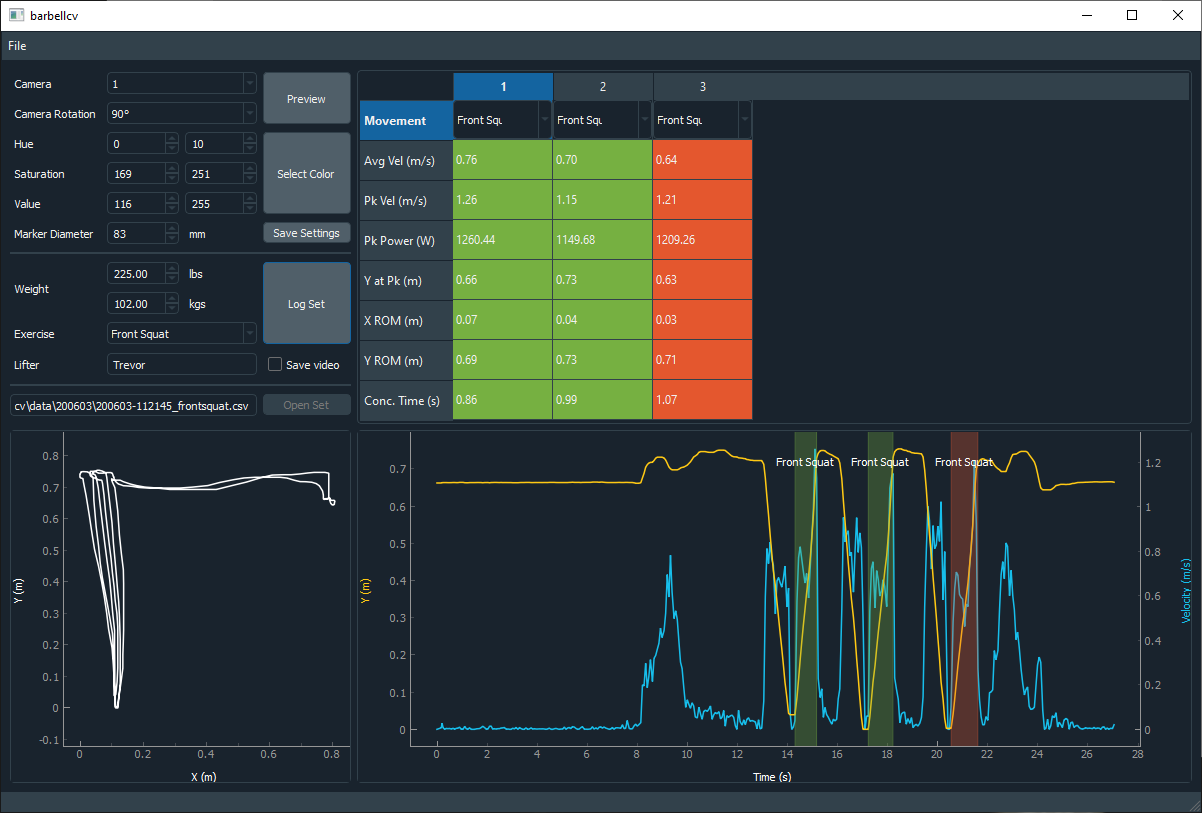 barbellcv
File
Camera 1 Preview
Camera Rotation 90°
Hue 0 10 Select Color
Saturation 169 251
Value 116 255
Marker Diameter 83 mm Save Settings
Weight 225.00 lbs Log Set
102.00 kgs
Exercise Front Squat
Lifter Trevor Save video
cv\data\200603\200603-112145_frontsquat.csv Open Set
1 2 3
Movement Front Squ Front Squ Front Squ
Avg Vel (m/s) 0.76 0.70 0.64
Pk Vel (m/s) 1.26 1.15 1.21
Pk Power (W) 1260.44 1149.68 1209.26
Y at Pk (m) 0.66 0.73 0.63
X ROM (m) 0.07 0.04 0.03
Y ROM (m) 0.69 0.73 0.71
Conc. Time (s) 0.86 0.99 1.07
Y (m)
0.8
0.7
0.6
0.5
0.4
0.3
0.2
0.1
0
-0.1
0 0.2 0.4 0.6 0.8
X (m)
Y (m)
0.7
0.6
0.5
0.4
0.3
0.2
0.1
0
Front Squat Front Squat Front Squat
1.2
1
0.8
0.6
0.4
0.2
0
Velocity (m/s)
0 2 4 6 8 10 12 14 16 18 20 22 24 26 28
Time (s)